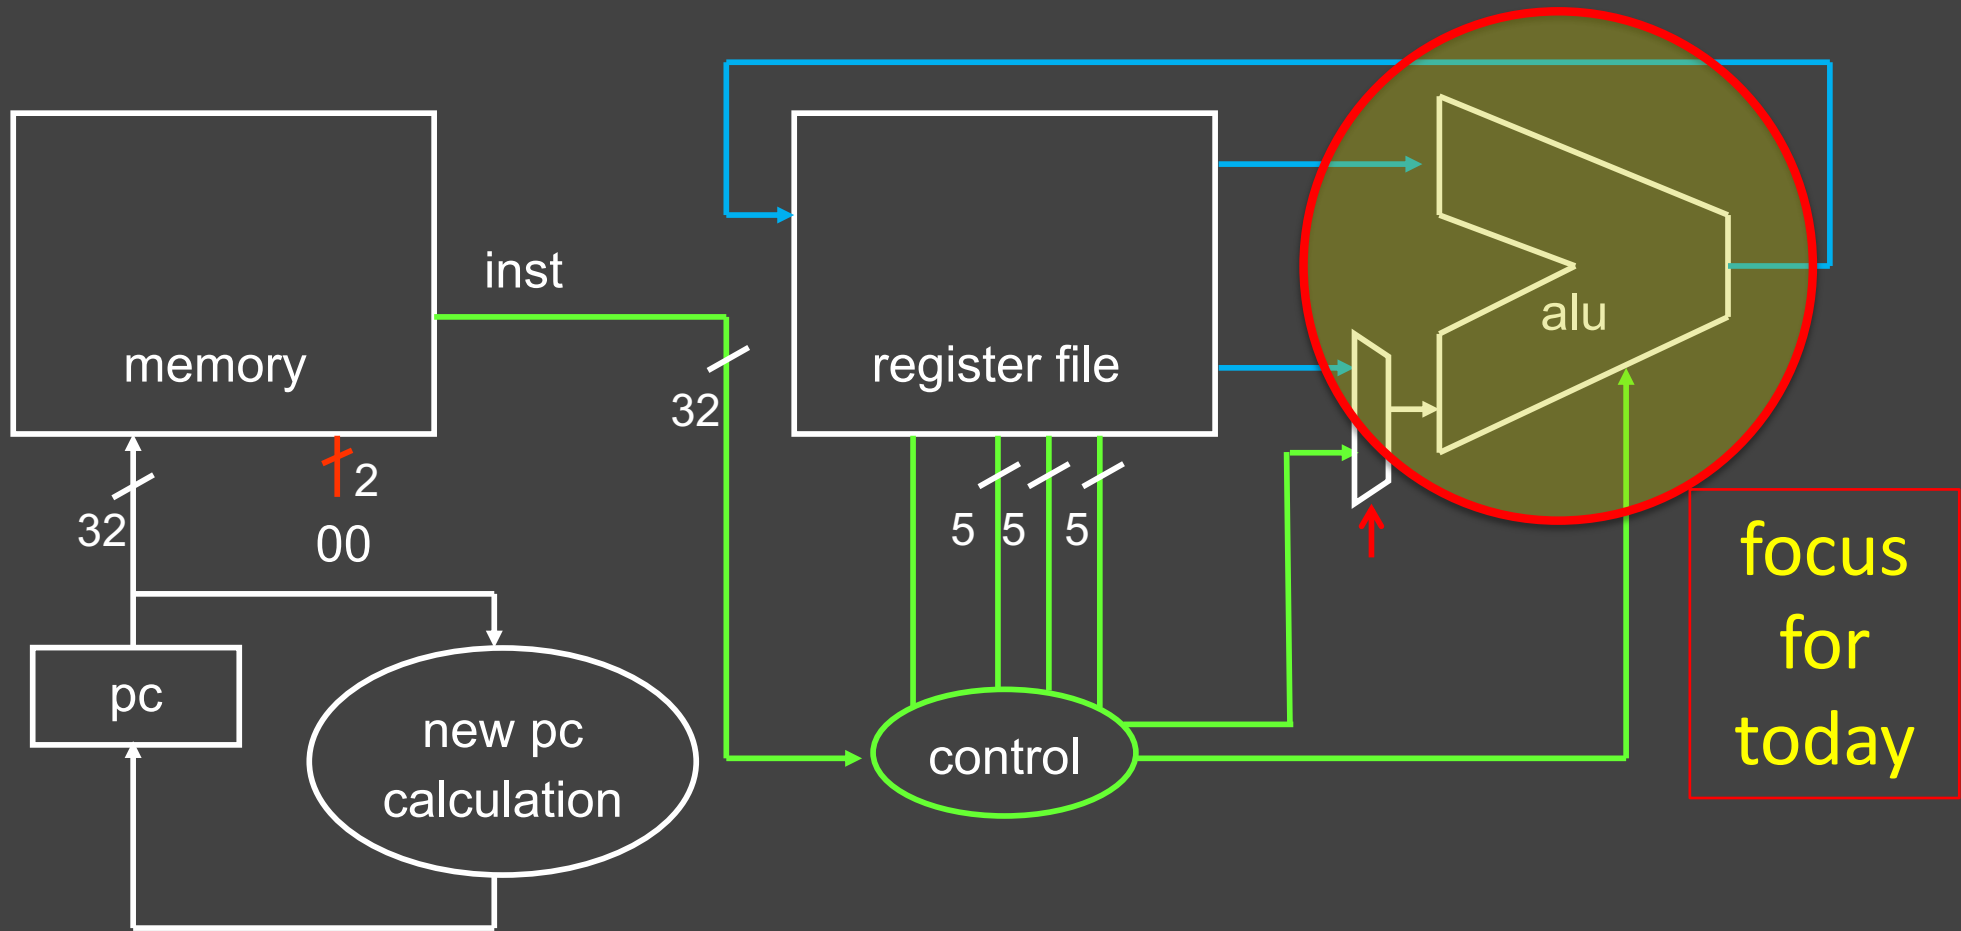 inst
memory
register file
alu
32
2
32
00
5
5
5
pc
new pc
calculation
control
focus
for
today